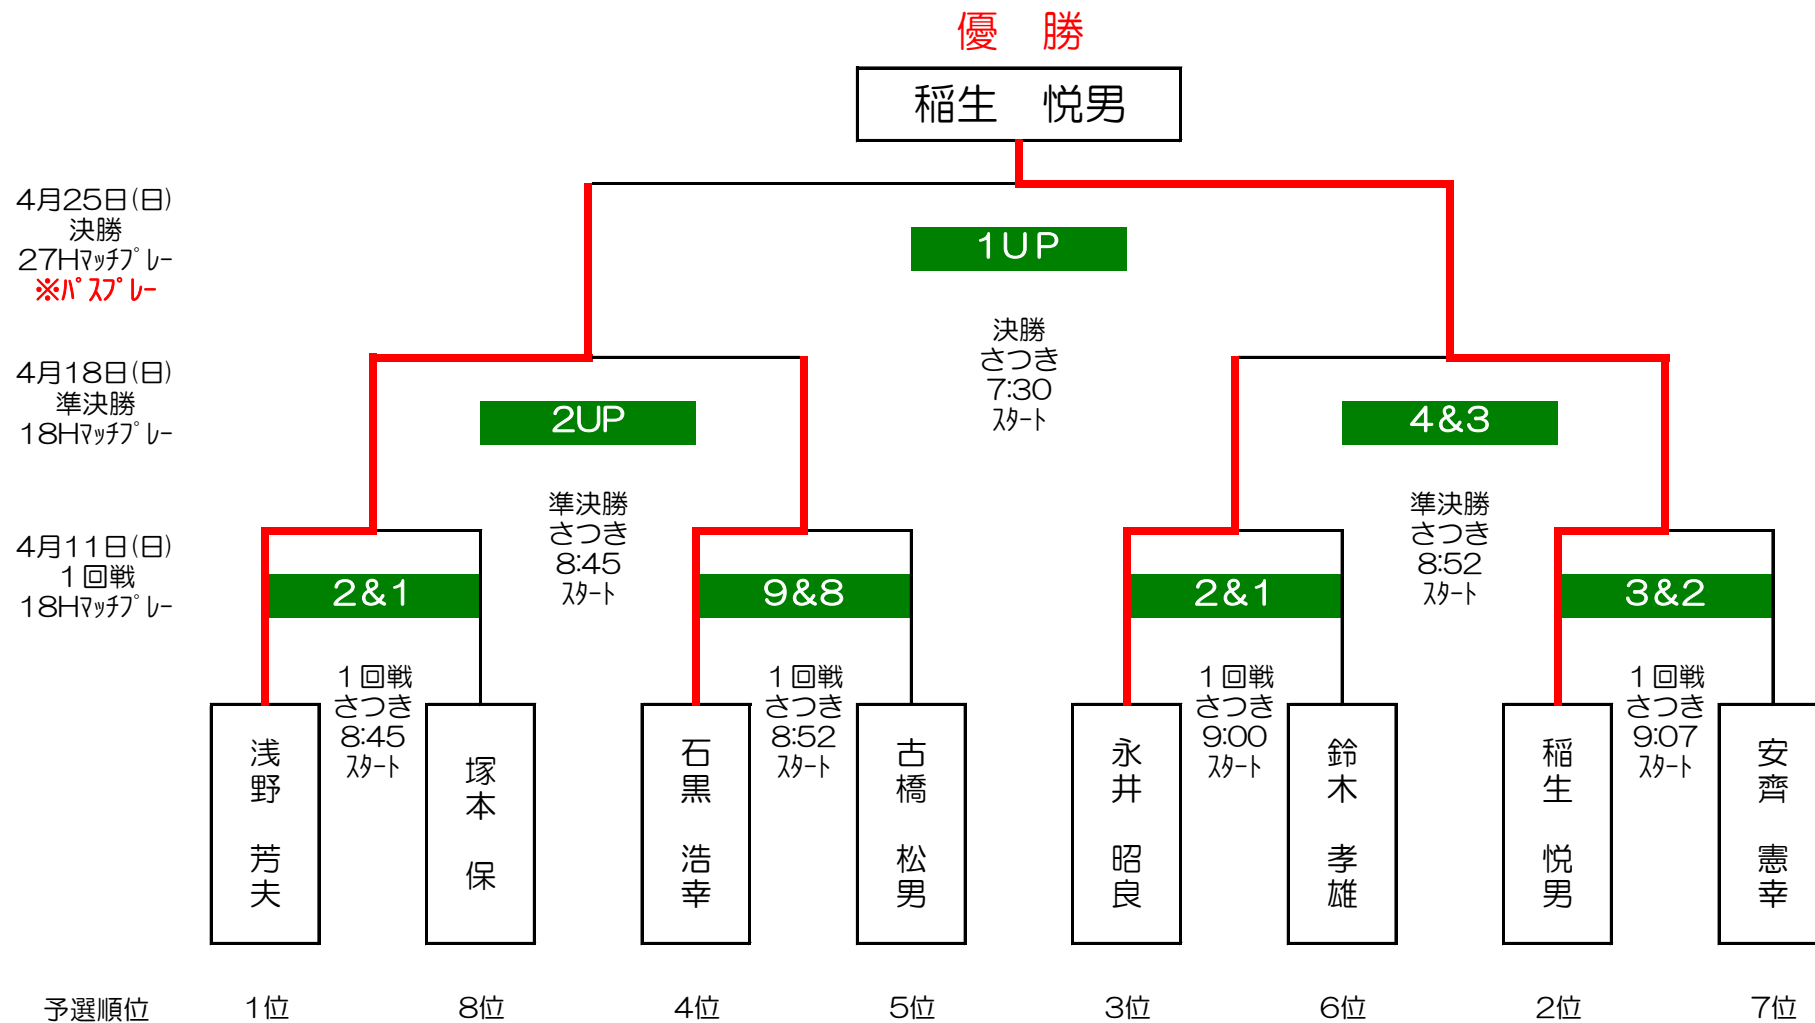 優　勝
稲生　悦男
4月25日(日)
決勝
27Hﾏｯﾁﾌﾟﾚｰ
※ﾊﾟｽﾌﾟﾚｰ
1UP
決勝
さつき
7:30
ｽﾀｰﾄ
4月18日(日)
準決勝
18Hﾏｯﾁﾌﾟﾚｰ
2UP
4&3
準決勝
さつき
8:45
ｽﾀｰﾄ
準決勝
さつき
8:52
ｽﾀｰﾄ
4月11日(日)
1回戦
18Hﾏｯﾁﾌﾟﾚｰ
2&1
9&8
2&1
3&2
1回戦
さつき
8:45
ｽﾀｰﾄ
1回戦
さつき
8:52
ｽﾀｰﾄ
1回戦
さつき
9:00
ｽﾀｰﾄ
1回戦
さつき
9:07
ｽﾀｰﾄ
浅野　芳夫
塚本　保
石黒　浩幸
古橋　松男
永井　昭良
鈴木　孝雄
稲生　悦男
安齊　憲幸
予選順位 1位 8位 4位 5位 3位 6位 2位 7位